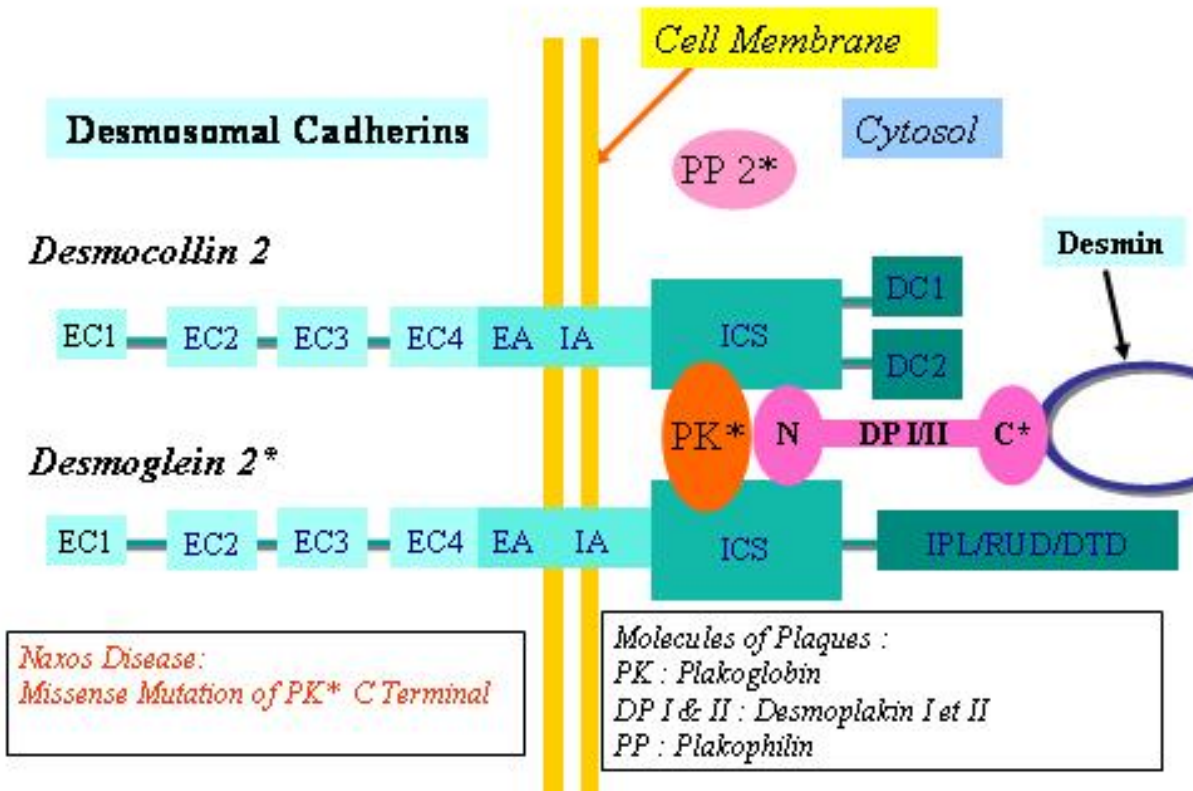 Cell Membrane
Desmosomal Cadherins
Cytosol
PP 2*
Desmocollin 2
Desmin
EC1 EC2 EC3 EC4 EA IA ICS DC1
DC2
PK* N DP I/II C*
Desmoglein 2*
EC1 EC2 EC3 EC4 EA IA ICS IPL/RUD/DTD
Naxos Disease:
Missense Mutation of PK* C Terminal
Molecules of Plaques :
PK : Plakoglobin
DP I & II : Desmoplakin I et II
PP : Plakophilin